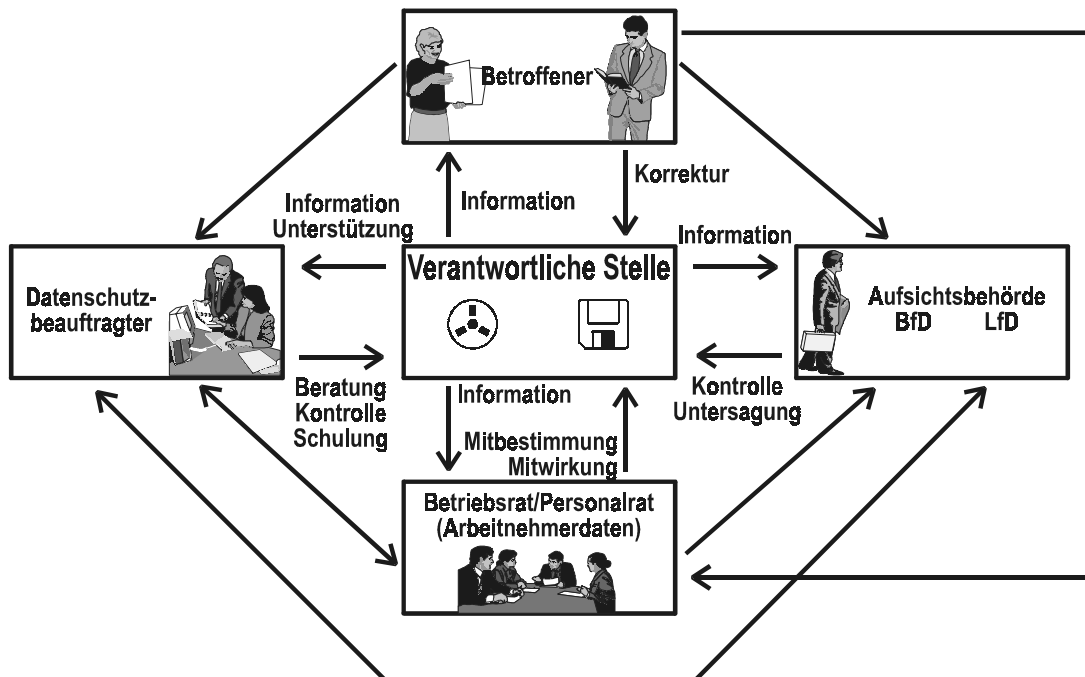 Betroffener
Korrektur
Information
Information
Unterstützung
Information
Verantwortliche Stelle
Datenschutz-
beauftragter
Aufsichtsbehörde
BfD LfD
Beratung
Kontrolle
Schulung
Information
Kontrolle
Untersagung
Mitbestimmung
Mitwirkung
Betriebsrat/Personalrat
(Arbeitnehmerdaten)